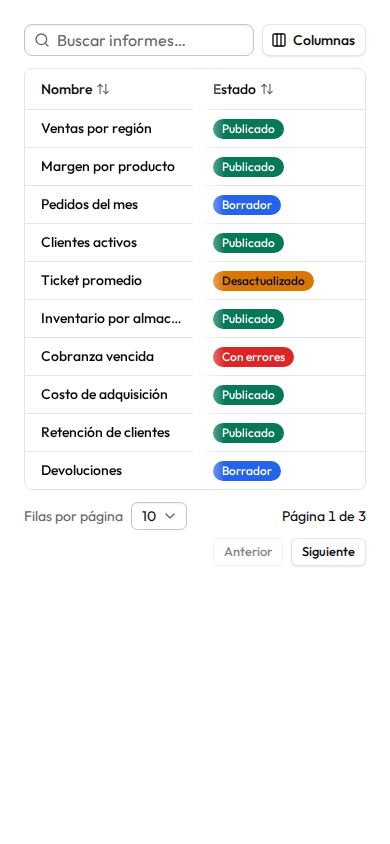 Buscar informes...
Columnas
Nombre Estado
Ventas por región Publicado
Margen por producto Publicado
Pedidos del mes Borrador
Clientes activos Publicado
Ticket promedio Desactualizado
Inventario por almac... Publicado
Cobranza vencida Con errores
Costo de adquisición Publicado
Retención de clientes Publicado
Devoluciones Borrador
Filas por página 10 Página 1 de 3
Anterior Siguiente